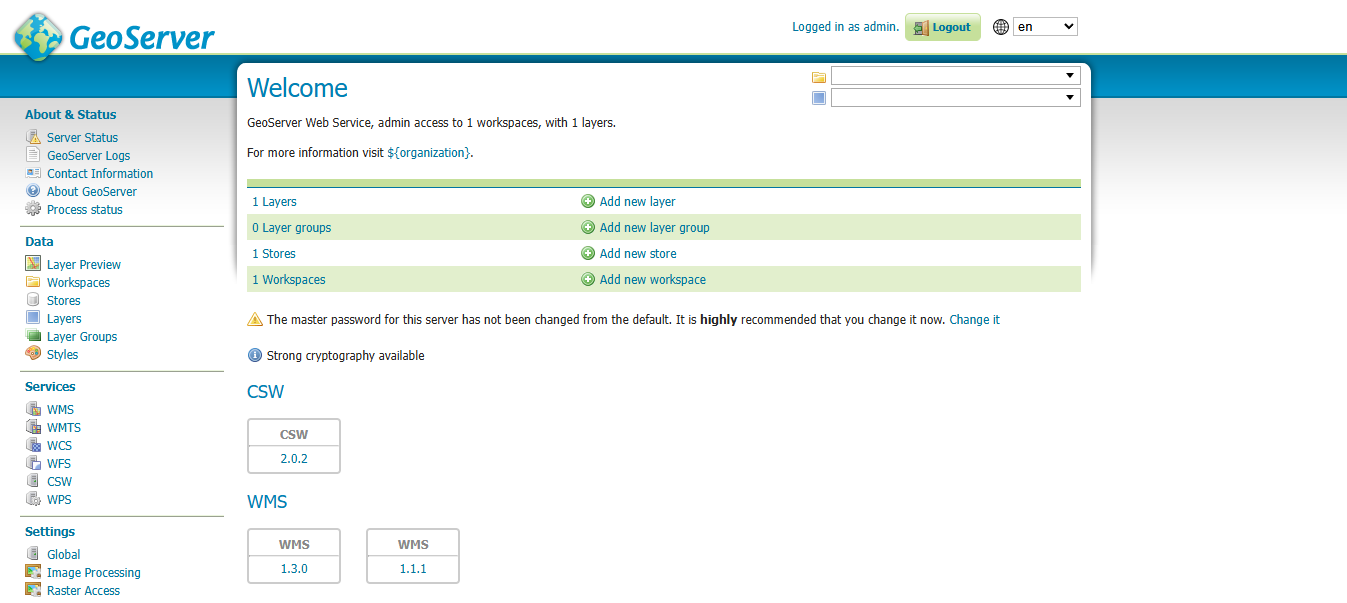 GeoServer
Logged in as admin.
Logout
en
About & Status
Server Status
GeoServer Logs
Contact Information
About GeoServer
Process status
Data
Layer Preview
Workspaces
Stores
Layers
Layer Groups
Styles
Services
WMS
WMTS
WCS
WFS
CSW
WPS
Settings
Global
Image Processing
Raster Access
Welcome
GeoServer Web Service, admin access to 1 workspaces, with 1 layers.
For more information visit ${organization}.
1 Layers Add new layer
0 Layer groups Add new layer group
1 Stores Add new store
1 Workspaces Add new workspace
The master password for this server has not been changed from the default. It is highly recommended that you change it now. Change it
Strong cryptography available
CSW
CSW
2.0.2
WMS
WMS WMS
1.3.0 1.1.1